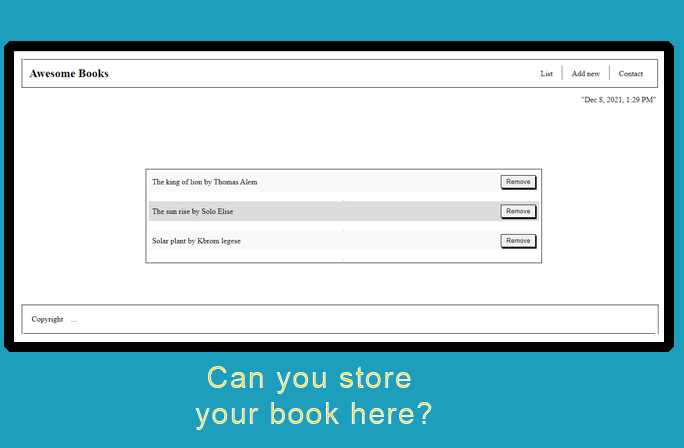 Awesome Books List Add new Contact
"Dec 8, 2021, 1:29 PM"
The king of lion by Thomas Alem Remove
The sun rise by Solo Elise Remove
Solar plant by Kbrom legese Remove
Copyright ...
Can you store
your book here?